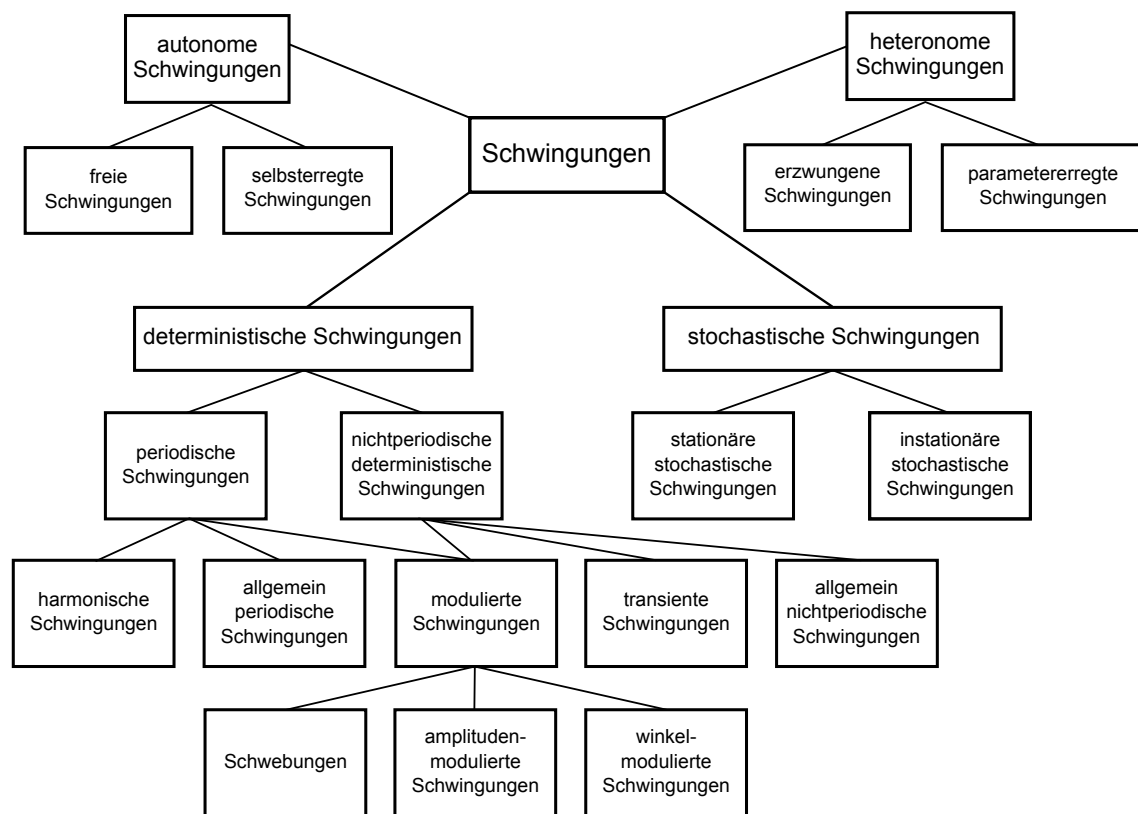 autonome
Schwingungen
heteronome
Schwingungen
Schwingungen
freie
Schwingungen
selbsterregte
Schwingungen
erzwungene
Schwingungen
parametererregte
Schwingungen
deterministische Schwingungen
stochastische Schwingungen
periodische
Schwingungen
nichtperiodische
deterministische
Schwingungen
stationäre
stochastische
Schwingungen
instationäre
stochastische
Schwingungen
harmonische
Schwingungen
allgemein
periodische
Schwingungen
modulierte
Schwingungen
transiente
Schwingungen
allgemein
nichtperiodische
Schwingungen
Schwebungen
amplituden-
modulierte
Schwingungen
winkel-
modulierte
Schwingungen